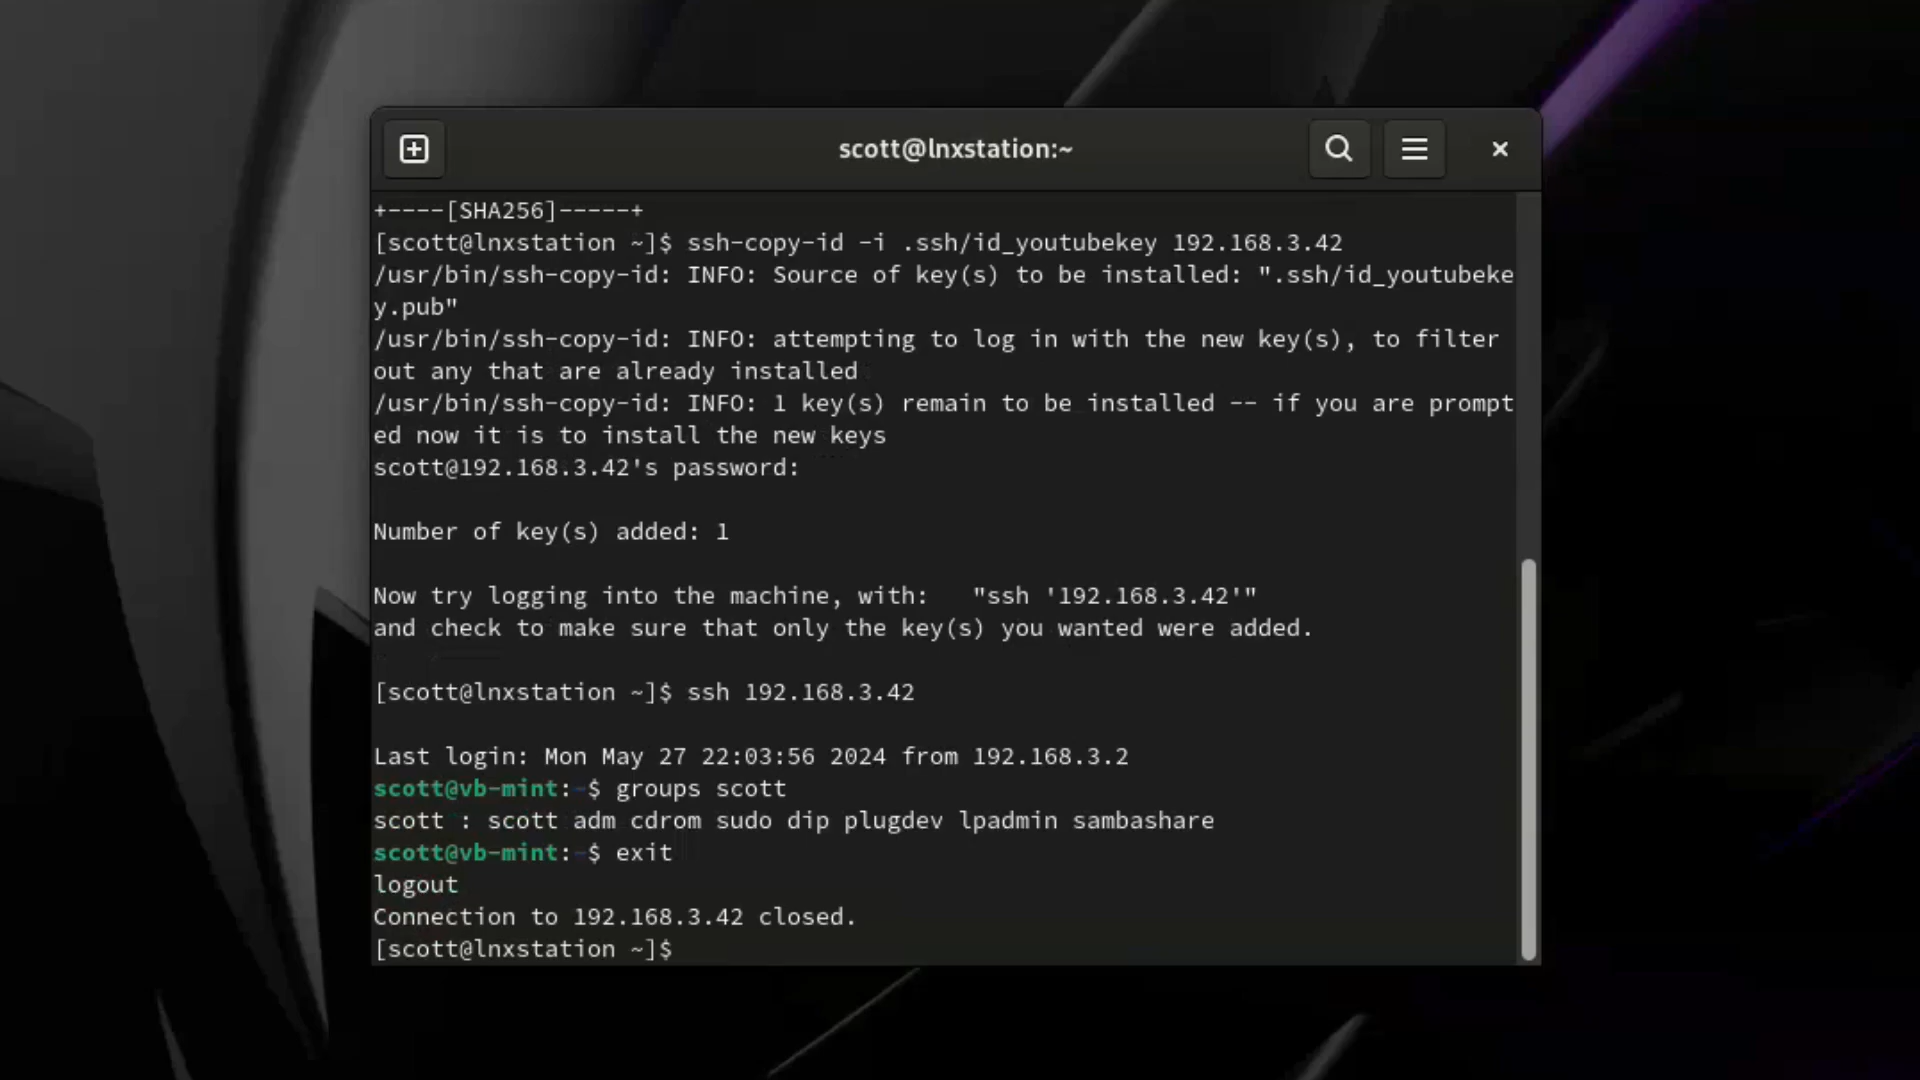 scott@lnxstation:~
+----[SHA256]-----+
[scott@lnxstation ~]$ ssh-copy-id -i .ssh/id_youtubekey 192.168.3.42
/usr/bin/ssh-copy-id: INFO: Source of key(s) to be installed: ".ssh/id_youtubeke
y.pub"
/usr/bin/ssh-copy-id: INFO: attempting to log in with the new key(s), to filter
out any that are already installed
/usr/bin/ssh-copy-id: INFO: 1 key(s) remain to be installed -- if you are prompt
ed now it is to install the new keys
scott@192.168.3.42's password:
Number of key(s) added: 1
Now try logging into the machine, with:   "ssh '192.168.3.42'"
and check to make sure that only the key(s) you wanted were added.
[scott@lnxstation ~]$ ssh 192.168.3.42
Last login: Mon May 27 22:03:56 2024 from 192.168.3.2
scott@vb-mint:~$ groups scott
scott : scott adm cdrom sudo dip plugdev lpadmin sambashare
scott@vb-mint:~$ exit
logout
Connection to 192.168.3.42 closed.
[scott@lnxstation ~]$